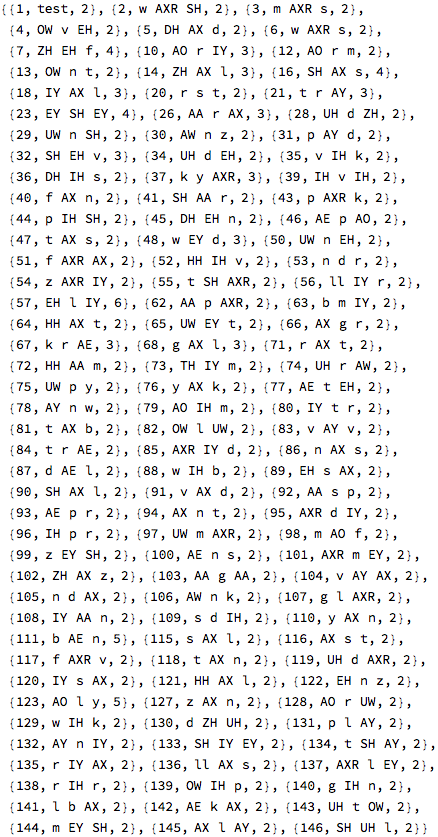 {{1, test, 2}, {2, w AXR SH, 2}, {3, m AXR s, 2},
{4, OW v EH, 2}, {5, DH AX d, 2}, {6, w AXR s, 2},
{7, ZH EH f, 4}, {10, AO r IY, 3}, {12, AO r m, 2},
{13, OW n t, 2}, {14, ZH AX l, 3}, {16, SH AX s, 4},
{18, IY AX l, 3}, {20, r s t, 2}, {21, t r AY, 3},
{23, EY SH EY, 4}, {26, AA r AX, 3}, {28, UH d ZH, 2},
{29, UW n SH, 2}, {30, AW n z, 2}, {31, p AY d, 2},
{32, SH EH v, 3}, {34, UH d EH, 2}, {35, v IH k, 2},
{36, DH IH s, 2}, {37, k y AXR, 3}, {39, IH v IH, 2},
{40, f AX n, 2}, {41, SH AA r, 2}, {43, p AXR k, 2},
{44, p IH SH, 2}, {45, DH EH n, 2}, {46, AE p AO, 2},
{47, t AX s, 2}, {48, w EY d, 3}, {50, UW n EH, 2},
{51, f AXR AX, 2}, {52, HH IH v, 2}, {53, n d r, 2},
{54, z AXR IY, 2}, {55, t SH AXR, 2}, {56, ll IY r, 2},
{57, EH l IY, 6}, {62, AA p AXR, 2}, {63, b m IY, 2},
{64, HH AX t, 2}, {65, UW EY t, 2}, {66, AX g r, 2},
{67, k r AE, 3}, {68, g AX l, 3}, {71, r AX t, 2},
{72, HH AA m, 2}, {73, TH IY m, 2}, {74, UH r AW, 2},
{75, UW p y, 2}, {76, y AX k, 2}, {77, AE t EH, 2},
{78, AY n w, 2}, {79, AO IH m, 2}, {80, IY t r, 2},
{81, t AX b, 2}, {82, OW l UW, 2}, {83, v AY v, 2},
{84, t r AE, 2}, {85, AXR IY d, 2}, {86, n AX s, 2},
{87, d AE l, 2}, {88, w IH b, 2}, {89, EH s AX, 2},
{90, SH AX l, 2}, {91, v AX d, 2}, {92, AA s p, 2},
{93, AE p r, 2}, {94, AX n t, 2}, {95, AXR d IY, 2},
{96, IH p r, 2}, {97, UW m AXR, 2}, {98, m AO f, 2},
{99, z EY SH, 2}, {100, AE n s, 2}, {101, AXR m EY, 2},
{102, ZH AX z, 2}, {103, AA g AA, 2}, {104, v AY AX, 2},
{105, n d AX, 2}, {106, AW n k, 2}, {107, g l AXR, 2},
{108, IY AA n, 2}, {109, s d IH, 2}, {110, y AX n, 2},
{111, b AE n, 5}, {115, s AX l, 2}, {116, AX s t, 2},
{117, f AXR v, 2}, {118, t AX n, 2}, {119, UH d AXR, 2},
{120, IY s AX, 2}, {121, HH AX l, 2}, {122, EH n z, 2},
{123, AO l y, 5}, {127, z AX n, 2}, {128, AO r UW, 2},
{129, w IH k, 2}, {130, d ZH UH, 2}, {131, p l AY, 2},
{132, AY n IY, 2}, {133, SH IY EY, 2}, {134, t SH AY, 2},
{135, r IY AX, 2}, {136, ll AX s, 2}, {137, AXR l EY, 2},
{138, r IH r, 2}, {139, OW IH p, 2}, {140, g IH n, 2},
{141, l b AX, 2}, {142, AE k AX, 2}, {143, UH t OW, 2},
{144, m EY SH, 2}, {145, AX l AY, 2}, {146, SH UH l, 2}}